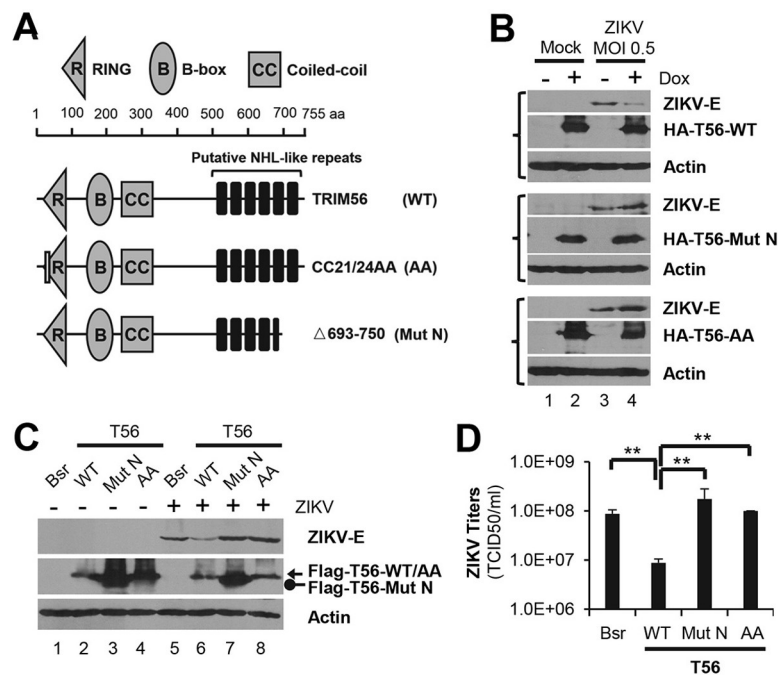 A
R RING B B-box CC Coiled-coil
1 100 200 300 400 500 600 700 755 aa
Putative NHL-like repeats
R B CC TRIM56 (WT)
R B CC CC21/24AA (AA)
R B CC △693-750 (Mut N)
B
ZIKV
Mock MOI 0.5
- + - + Dox
ZIKV-E
HA-T56-WT
Actin
ZIKV-E
HA-T56-Mut N
Actin
ZIKV-E
HA-T56-AA
Actin
1 2 3 4
C
T56 T56
Bsr WT Mut N AA Bsr WT Mut N AA
- - - - + + + + ZIKV
ZIKV-E
Flag-T56-WT/AA
Flag-T56-Mut N
Actin
1 2 3 4 5 6 7 8
D
ZIKV Titers
(TCID50/ml)
** ** **
1.0E+09
1.0E+08
1.0E+07
1.0E+06
Bsr WT Mut N AA
T56